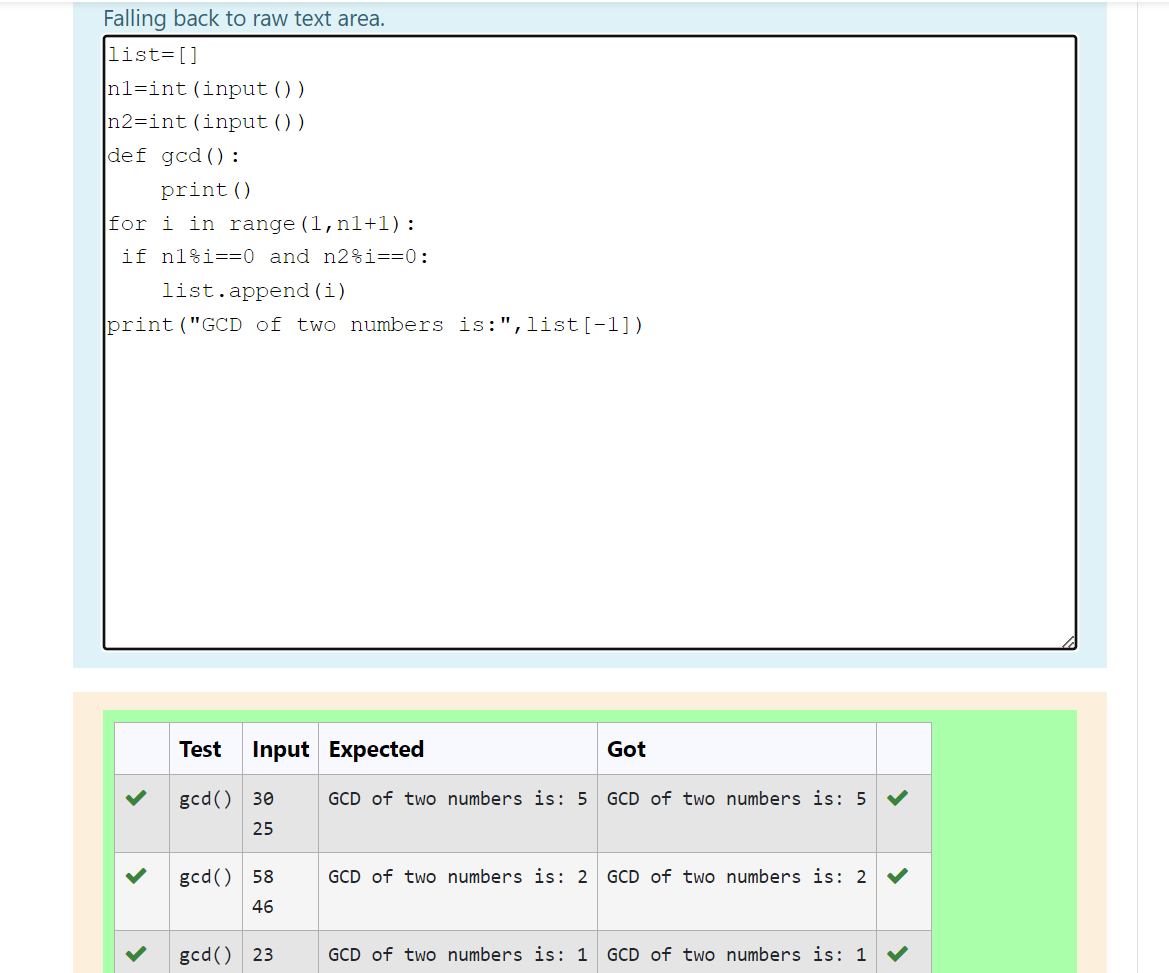 Falling back to raw text area.
list=[]
n1=int(input())
n2=int(input())
def gcd():
    print()
for i in range(1,n1+1):
 if n1%i==0 and n2%i==0:
    list.append(i)
print("GCD of two numbers is:",list[-1])
Test Input Expected Got
gcd() 30 GCD of two numbers is: 5 GCD of two numbers is: 5
25
gcd() 58 GCD of two numbers is: 2 GCD of two numbers is: 2
46
gcd() 23 GCD of two numbers is: 1 GCD of two numbers is: 1